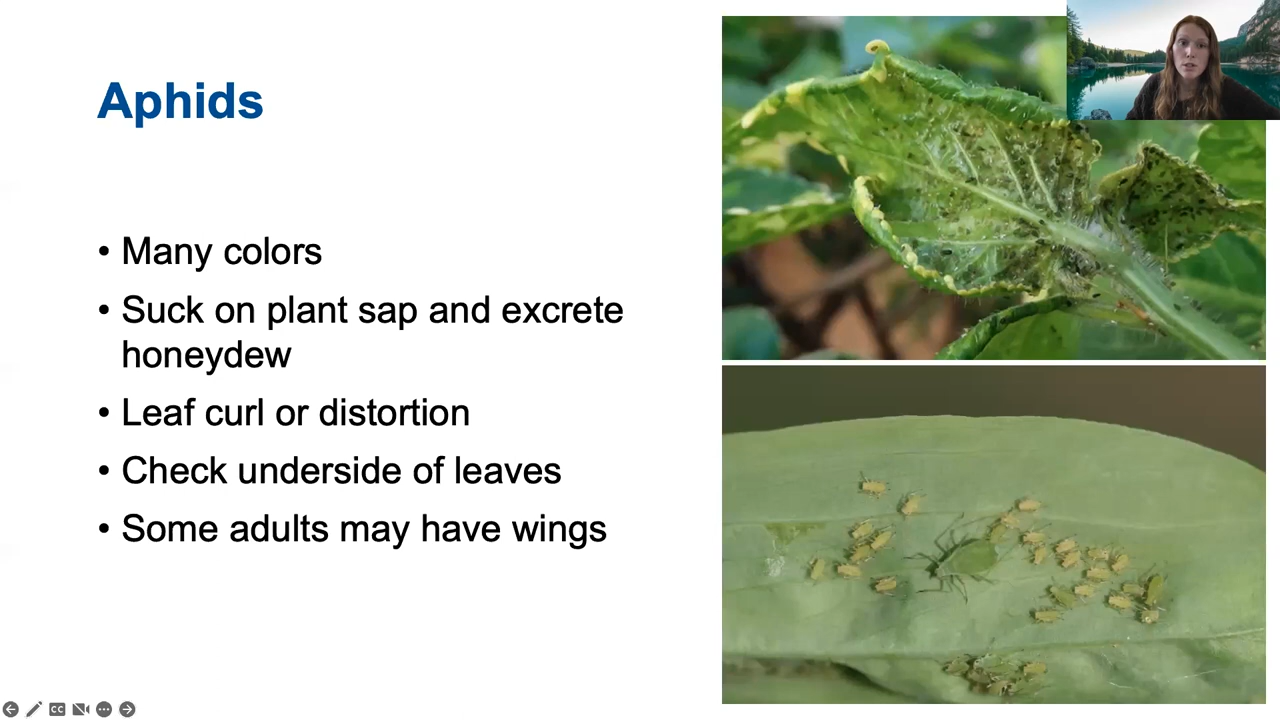 Aphids
• Many colors
• Suck on plant sap and excrete
honeydew
• Leaf curl or distortion
• Check underside of leaves
• Some adults may have wings
CC